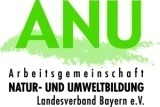 ANU
Arbeitsgemeinschaft
NATUR- UND UMWELTBILDUNG
Landesverband Bayern e.V.